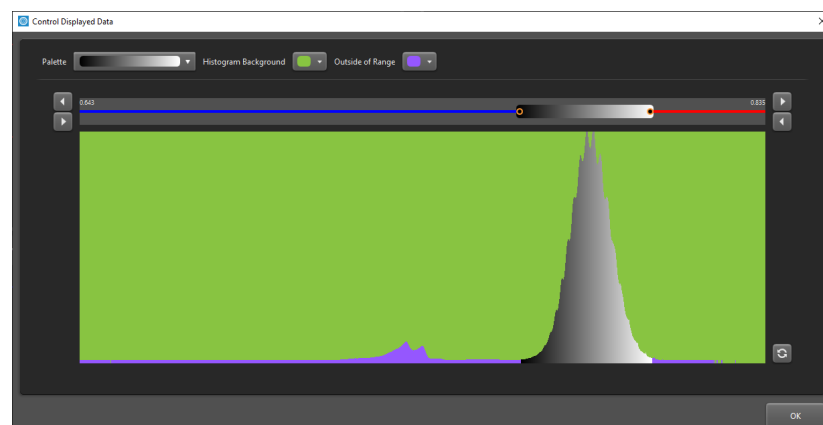 Control Displayed Data
Palette Histogram Background Outside of Range
0.643 0.835
OK